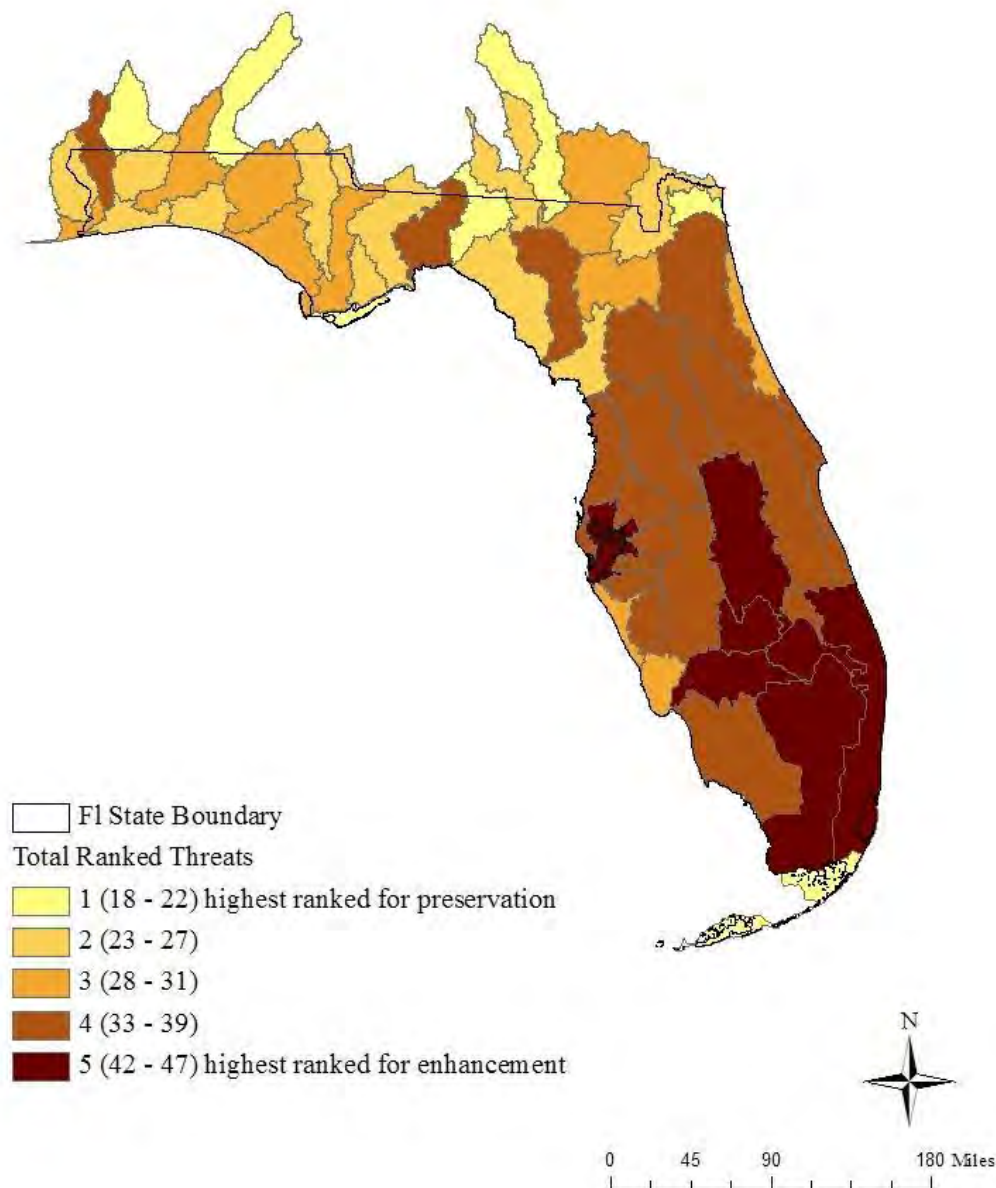 Fl State Boundary
Total Ranked Threats
1 (18 - 22) highest ranked for preservation
2 (23 - 27)
3 (28 - 31)
4 (33 - 39)
5 (42 - 47) highest ranked for enhancement
N
0 45 90 180 Miles